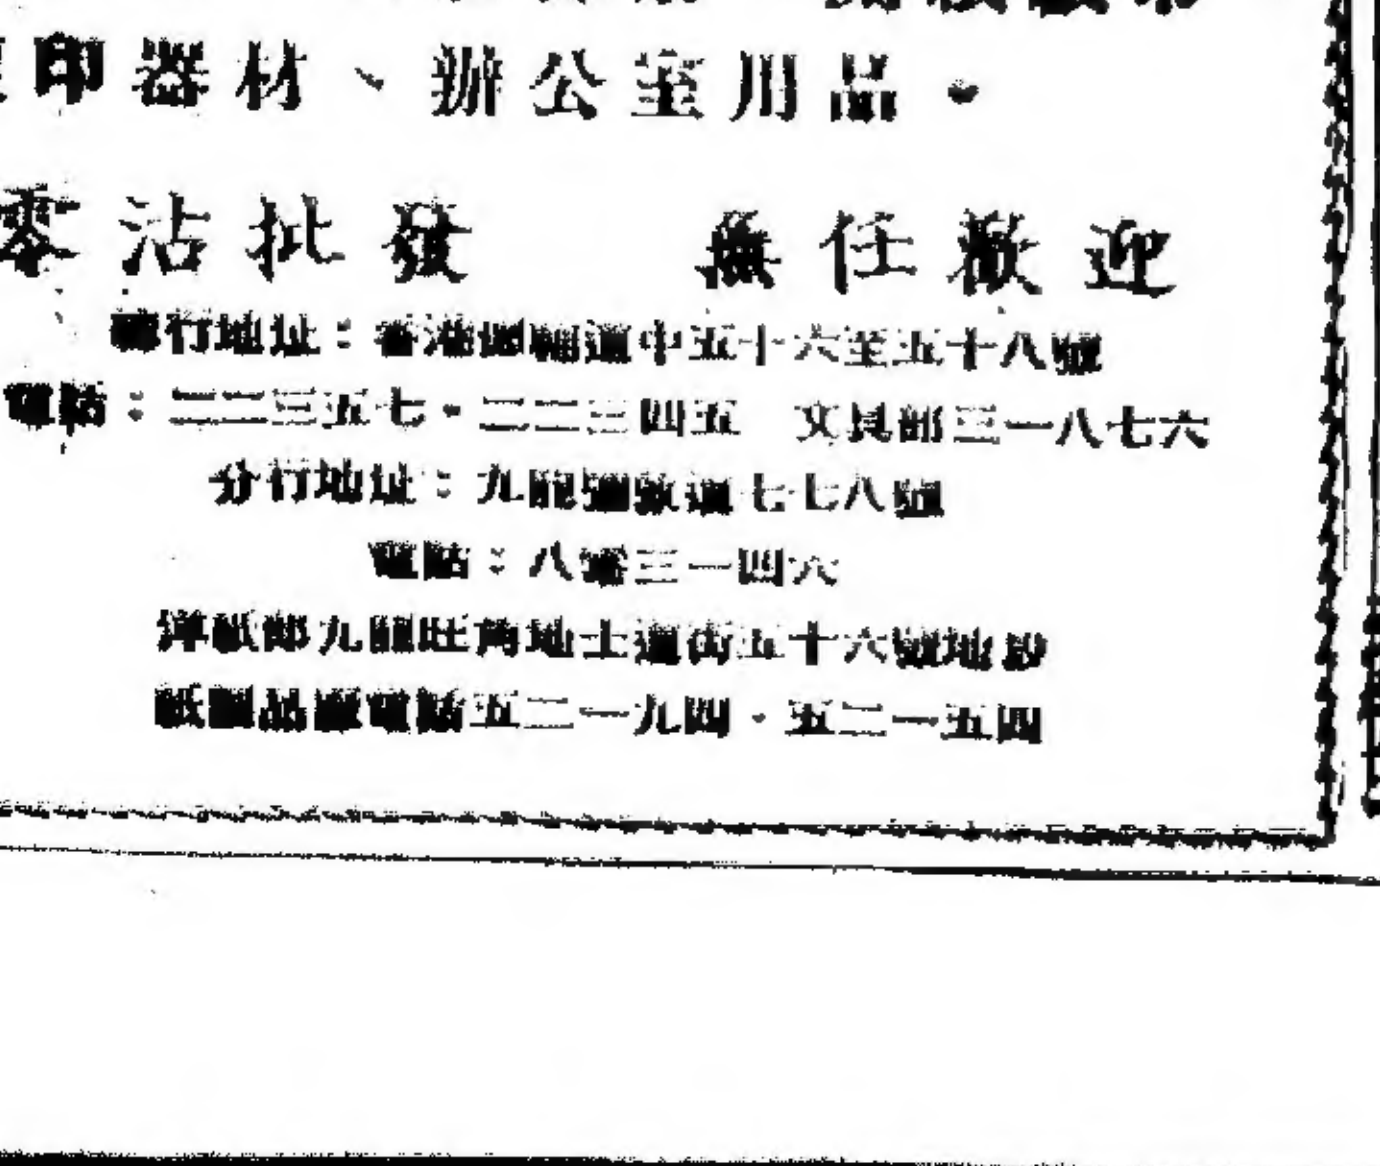 印器材、辦公室用品。
零沽批發　無任歡迎
總行地址：香港德輔道中五十六至五十八號
電話：二二三五七・二二三四五　文具部三一八七六
分行地址：九龍彌敦道七七八號
電話：八零三一四六
洋紙部九龍旺角地士道街五十六號地段
紙製品廠電話五二一九四・五二一五四